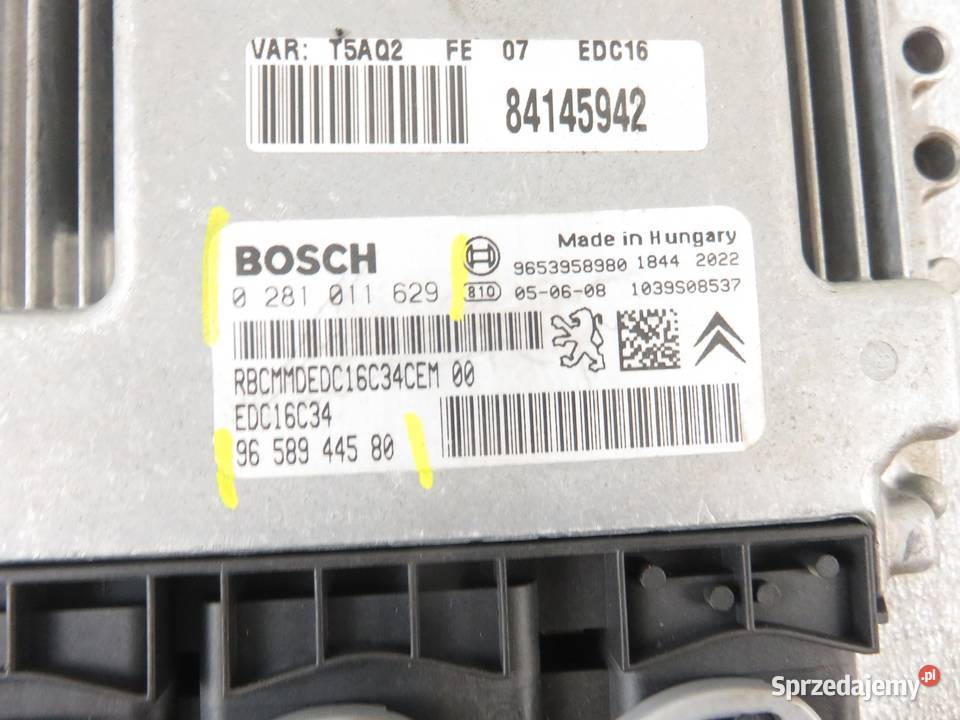 VAR: T5AQ2 FE 07 EDC16
84145942
BOSCH
Made in Hungary
9653958980 1844 2022
0 281 011 629
810 05-06-08 1039S08537
RBCMMDEDC16C34CEM 00
EDC16C34
96 589 445 80
Sprzedajemy.pl